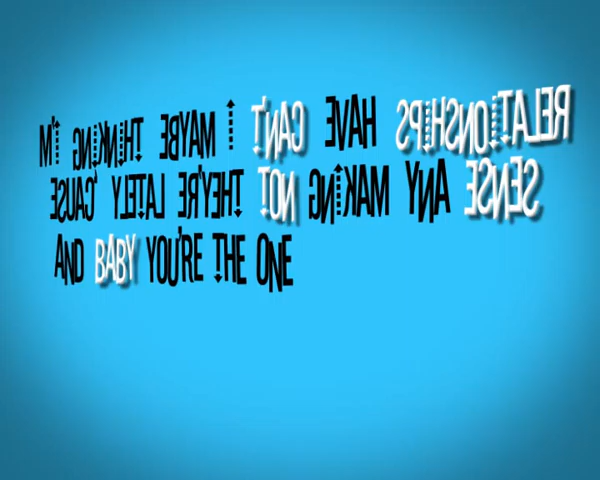 I'M THINKING MAYBE I CAN'T HAVE RELATIONSHIPS
'CAUSE LATELY THEY'RE NOT MAKING ANY SENSE
AND BABY YOU'RE THE ONE